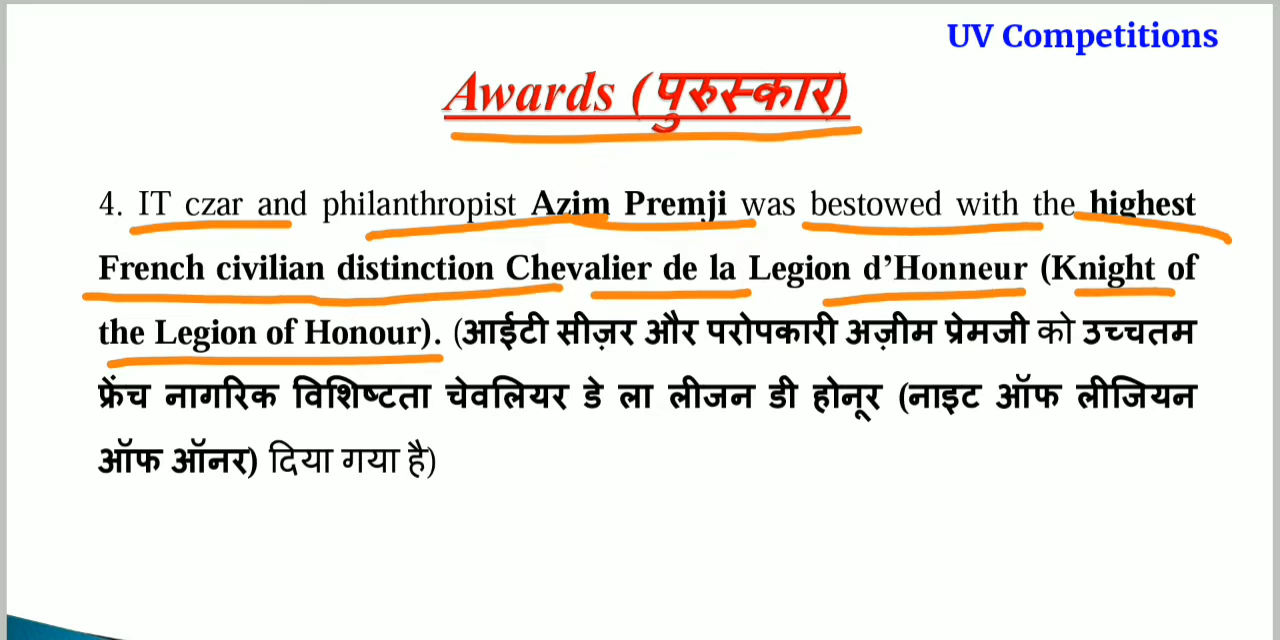 UV Competitions
Awards (पुरुस्कार)
4. IT czar and philanthropist Azim Premji was bestowed with the highest
French civilian distinction Chevalier de la Legion d’Honneur (Knight of
the Legion of Honour). (आईटी सीज़र और परोपकारी अज़ीम प्रेमजी को उच्चतम
फ्रेंच नागरिक विशिष्टता चेवलियर डे ला लीजन डी होनूर (नाइट ऑफ लीजियन
ऑफ ऑनर) दिया गया है)